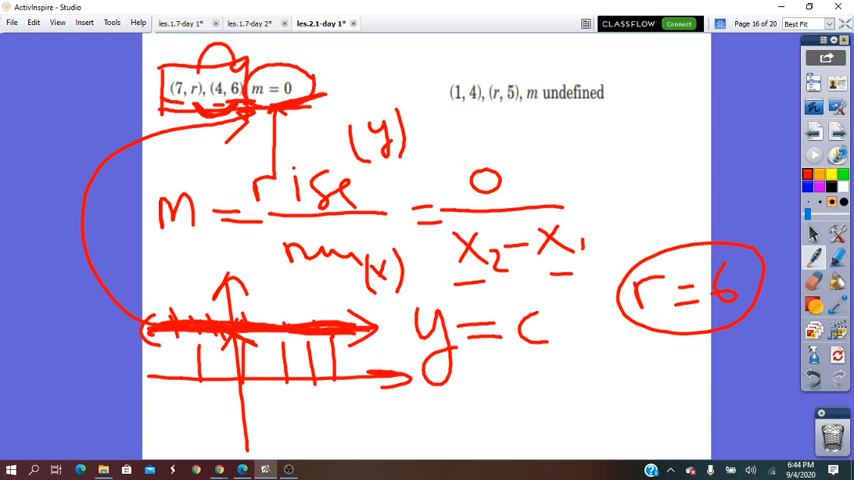 ActivInspire - Studio
File Edit View Insert Tools Help
CLASSFLOW Connect
Page 16 of 20
Best Fit
les.1.7-day 1* les.1.7-day 2* les.2.1-day 1*
(7, r), (4, 6) m = 0
(1, 4), (r, 5), m undefined
(y)
m = rise = 0
run (x) x₂ - x₁
r = 6
y = c
6:44 PM
9/4/2020